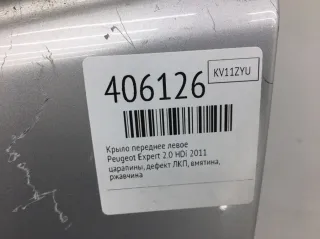 406126
KV11ZYU
Крыло переднее левое
Peugeot Expert 2.0 HDi 2011
царапины, дефект ЛКП, вмятина,
ржавчина